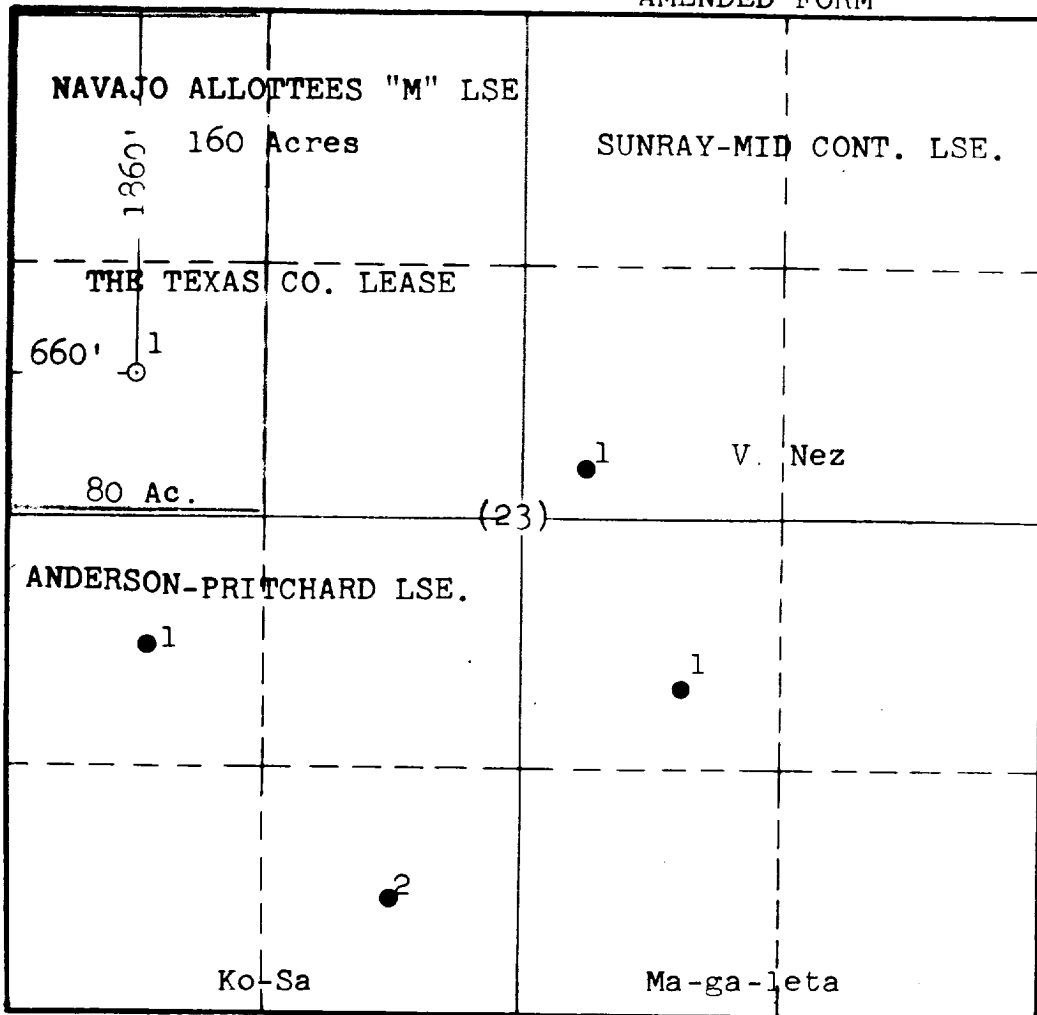 AMENDED FORM
NAVAJO ALLOTTEES "M" LSE
160 Acres
SUNRAY-MID CONT. LSE.
1860'
THE TEXAS CO. LEASE
660'
1
1
V. Nez
80 Ac.
(23)
ANDERSON-PRITCHARD LSE.
1
1
2
Ko-Sa
Ma-ga-leta